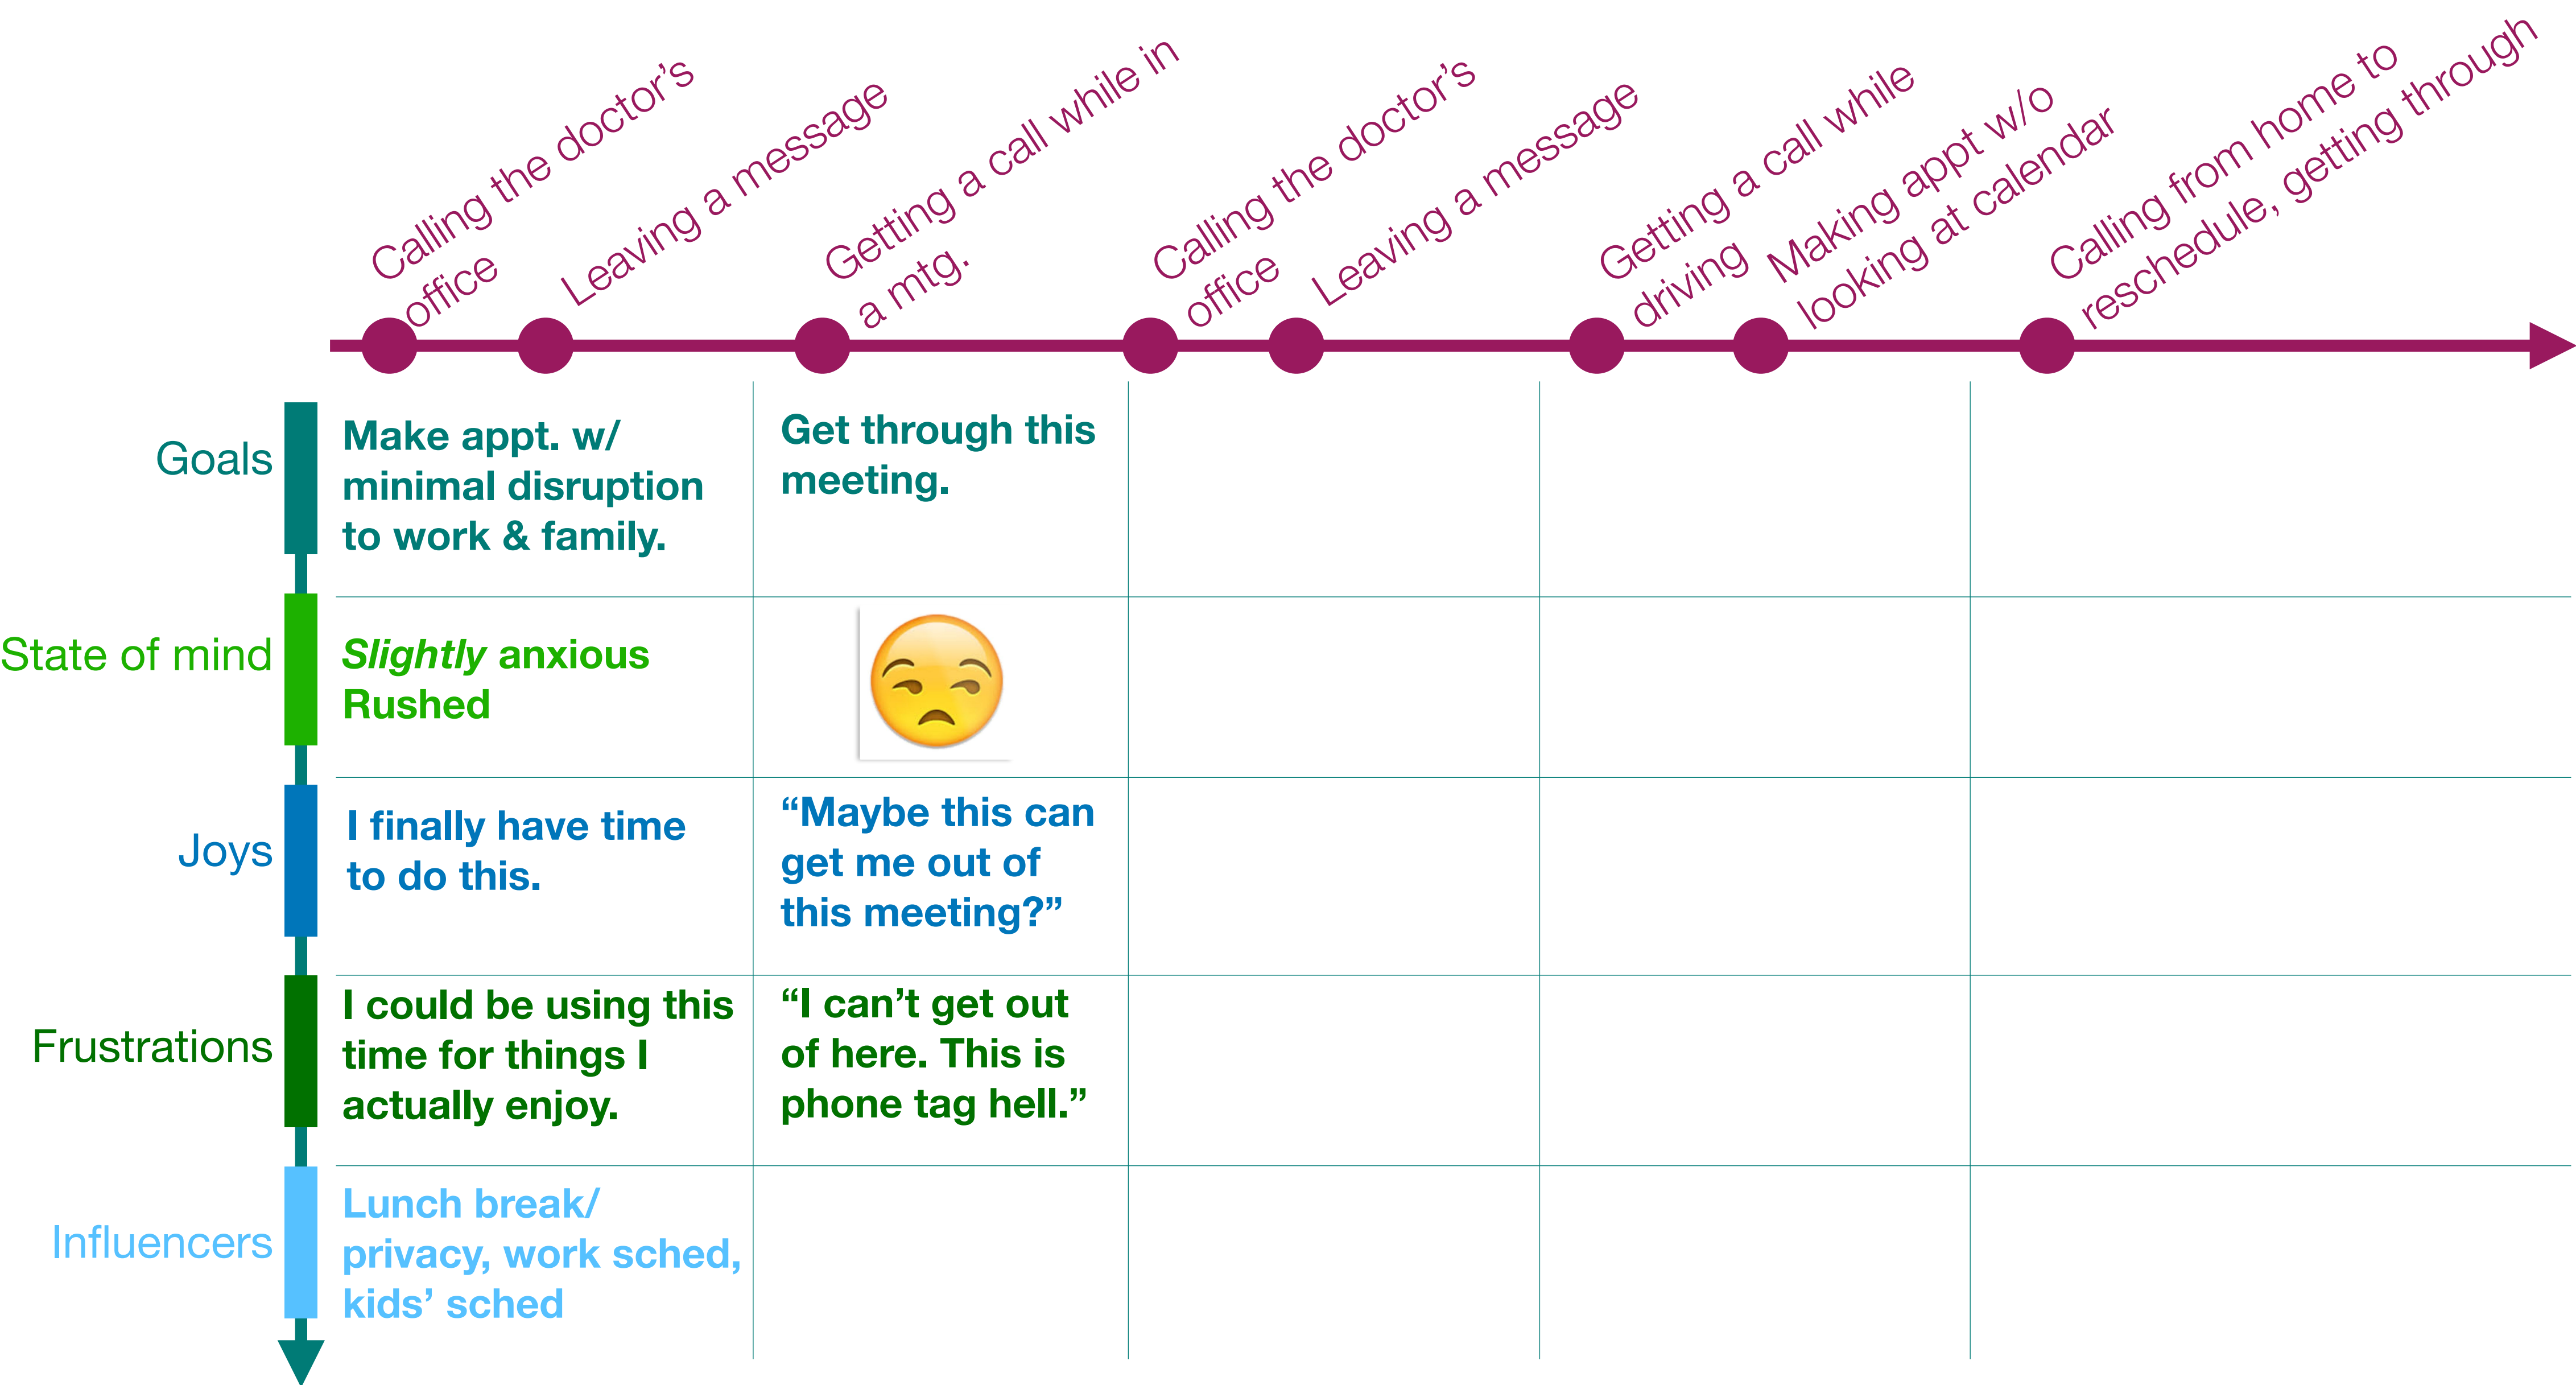 Calling the doctor’s
office
Leaving a message
Getting a call while in
a mtg.
Calling the doctor’s
office
Leaving a message
Getting a call while
driving
Making appt w/o
looking at calendar
Calling from home to
reschedule, getting through
Goals
Make appt. w/
minimal disruption
to work & family.
Get through this
meeting.
State of mind
Slightly anxious
Rushed
Joys
I finally have time
to do this.
“Maybe this can
get me out of
this meeting?”
Frustrations
I could be using this
time for things I
actually enjoy.
“I can’t get out
of here. This is
phone tag hell.”
Influencers
Lunch break/
privacy, work sched,
kids’ sched